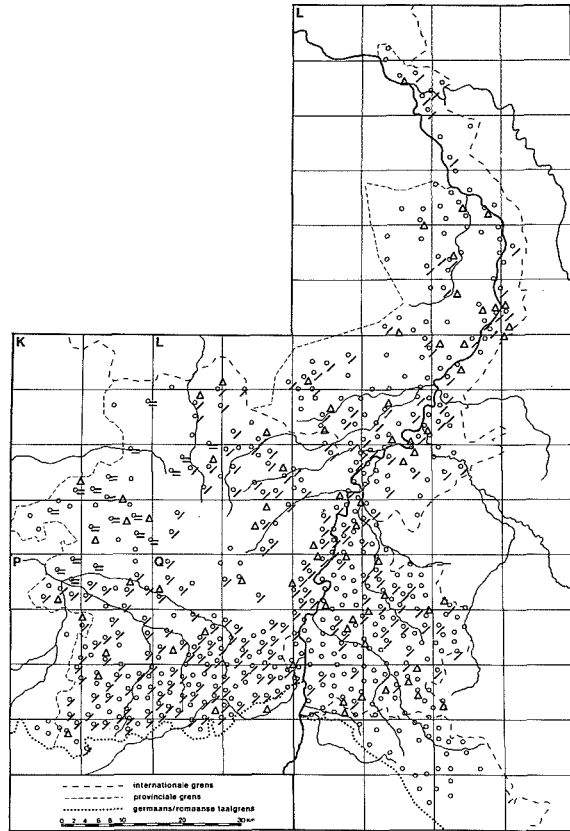 L
K
L
P
Q
internationale grens
provinciale grens
germaans/romaanse taalgrens
0 2 4 6 8 10 20 30 KM